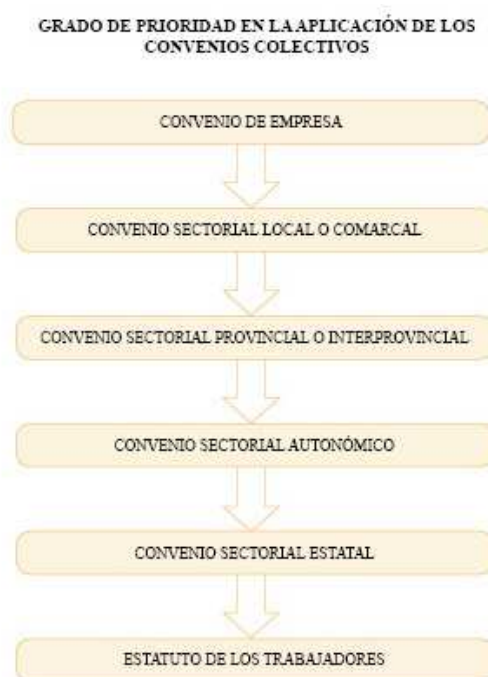 GRADO DE PRIORIDAD EN LA APLICACIÓN DE LOS
CONVENIOS COLECTIVOS
CONVENIO DE EMPRESA
CONVENIO SECTORIAL LOCAL O COMARCAL
CONVENIO SECTORIAL PROVINCIAL O INTERPROVINCIAL
CONVENIO SECTORIAL AUTONÓMICO
CONVENIO SECTORIAL ESTATAL
ESTATUTO DE LOS TRABAJADORES